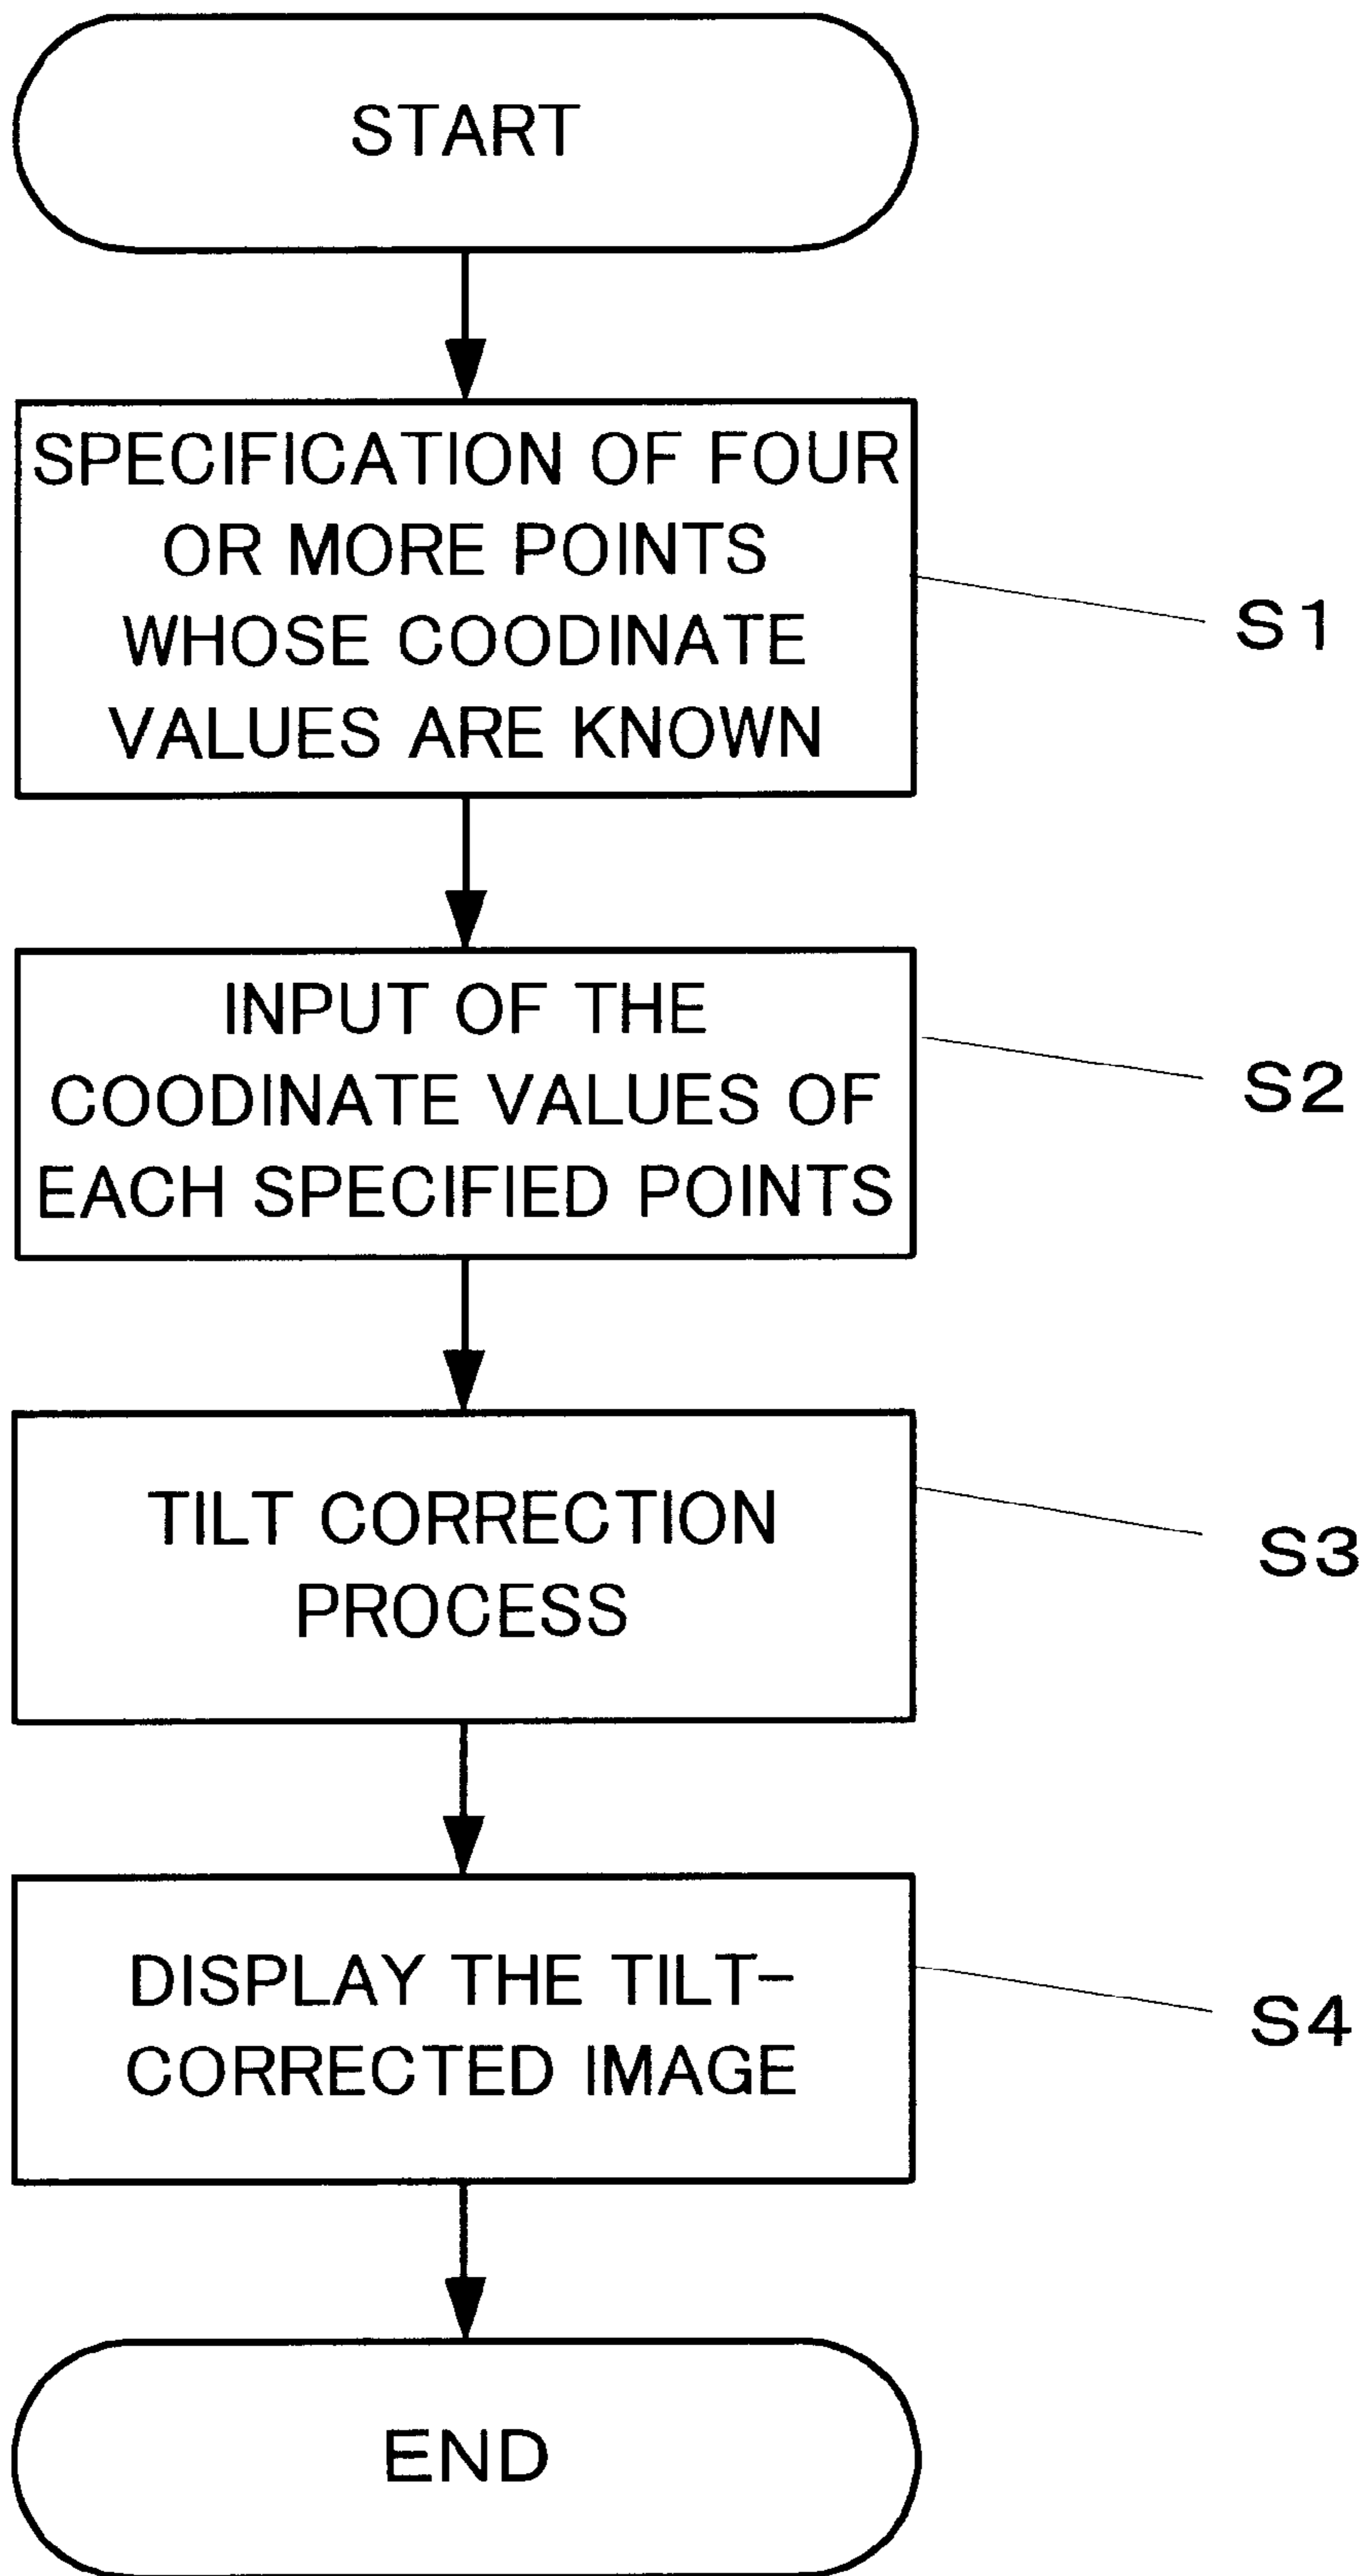 START
SPECIFICATION OF FOUR
OR MORE POINTS
WHOSE COODINATE
VALUES ARE KNOWN
S1
INPUT OF THE
COODINATE VALUES OF
EACH SPECIFIED POINTS
S2
TILT CORRECTION
PROCESS
S3
DISPLAY THE TILT-
CORRECTED IMAGE
S4
END